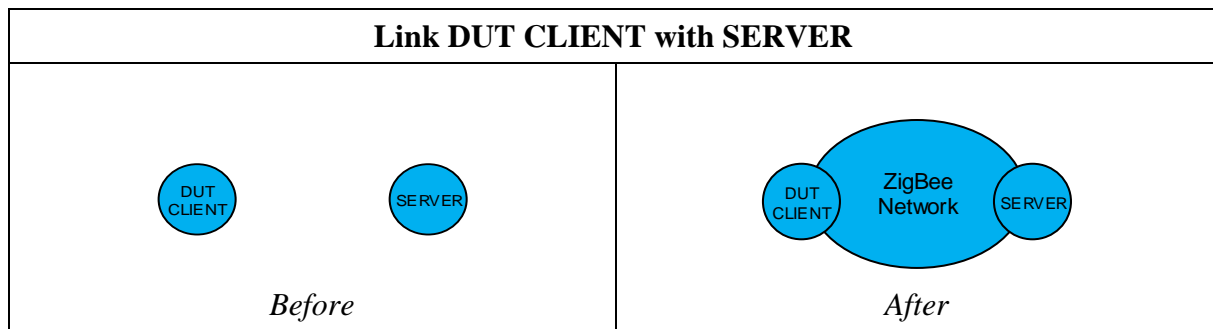 Link DUT CLIENT with SERVER
DUT
CLIENT
SERVER
Before
DUT
CLIENT
ZigBee
Network
SERVER
After